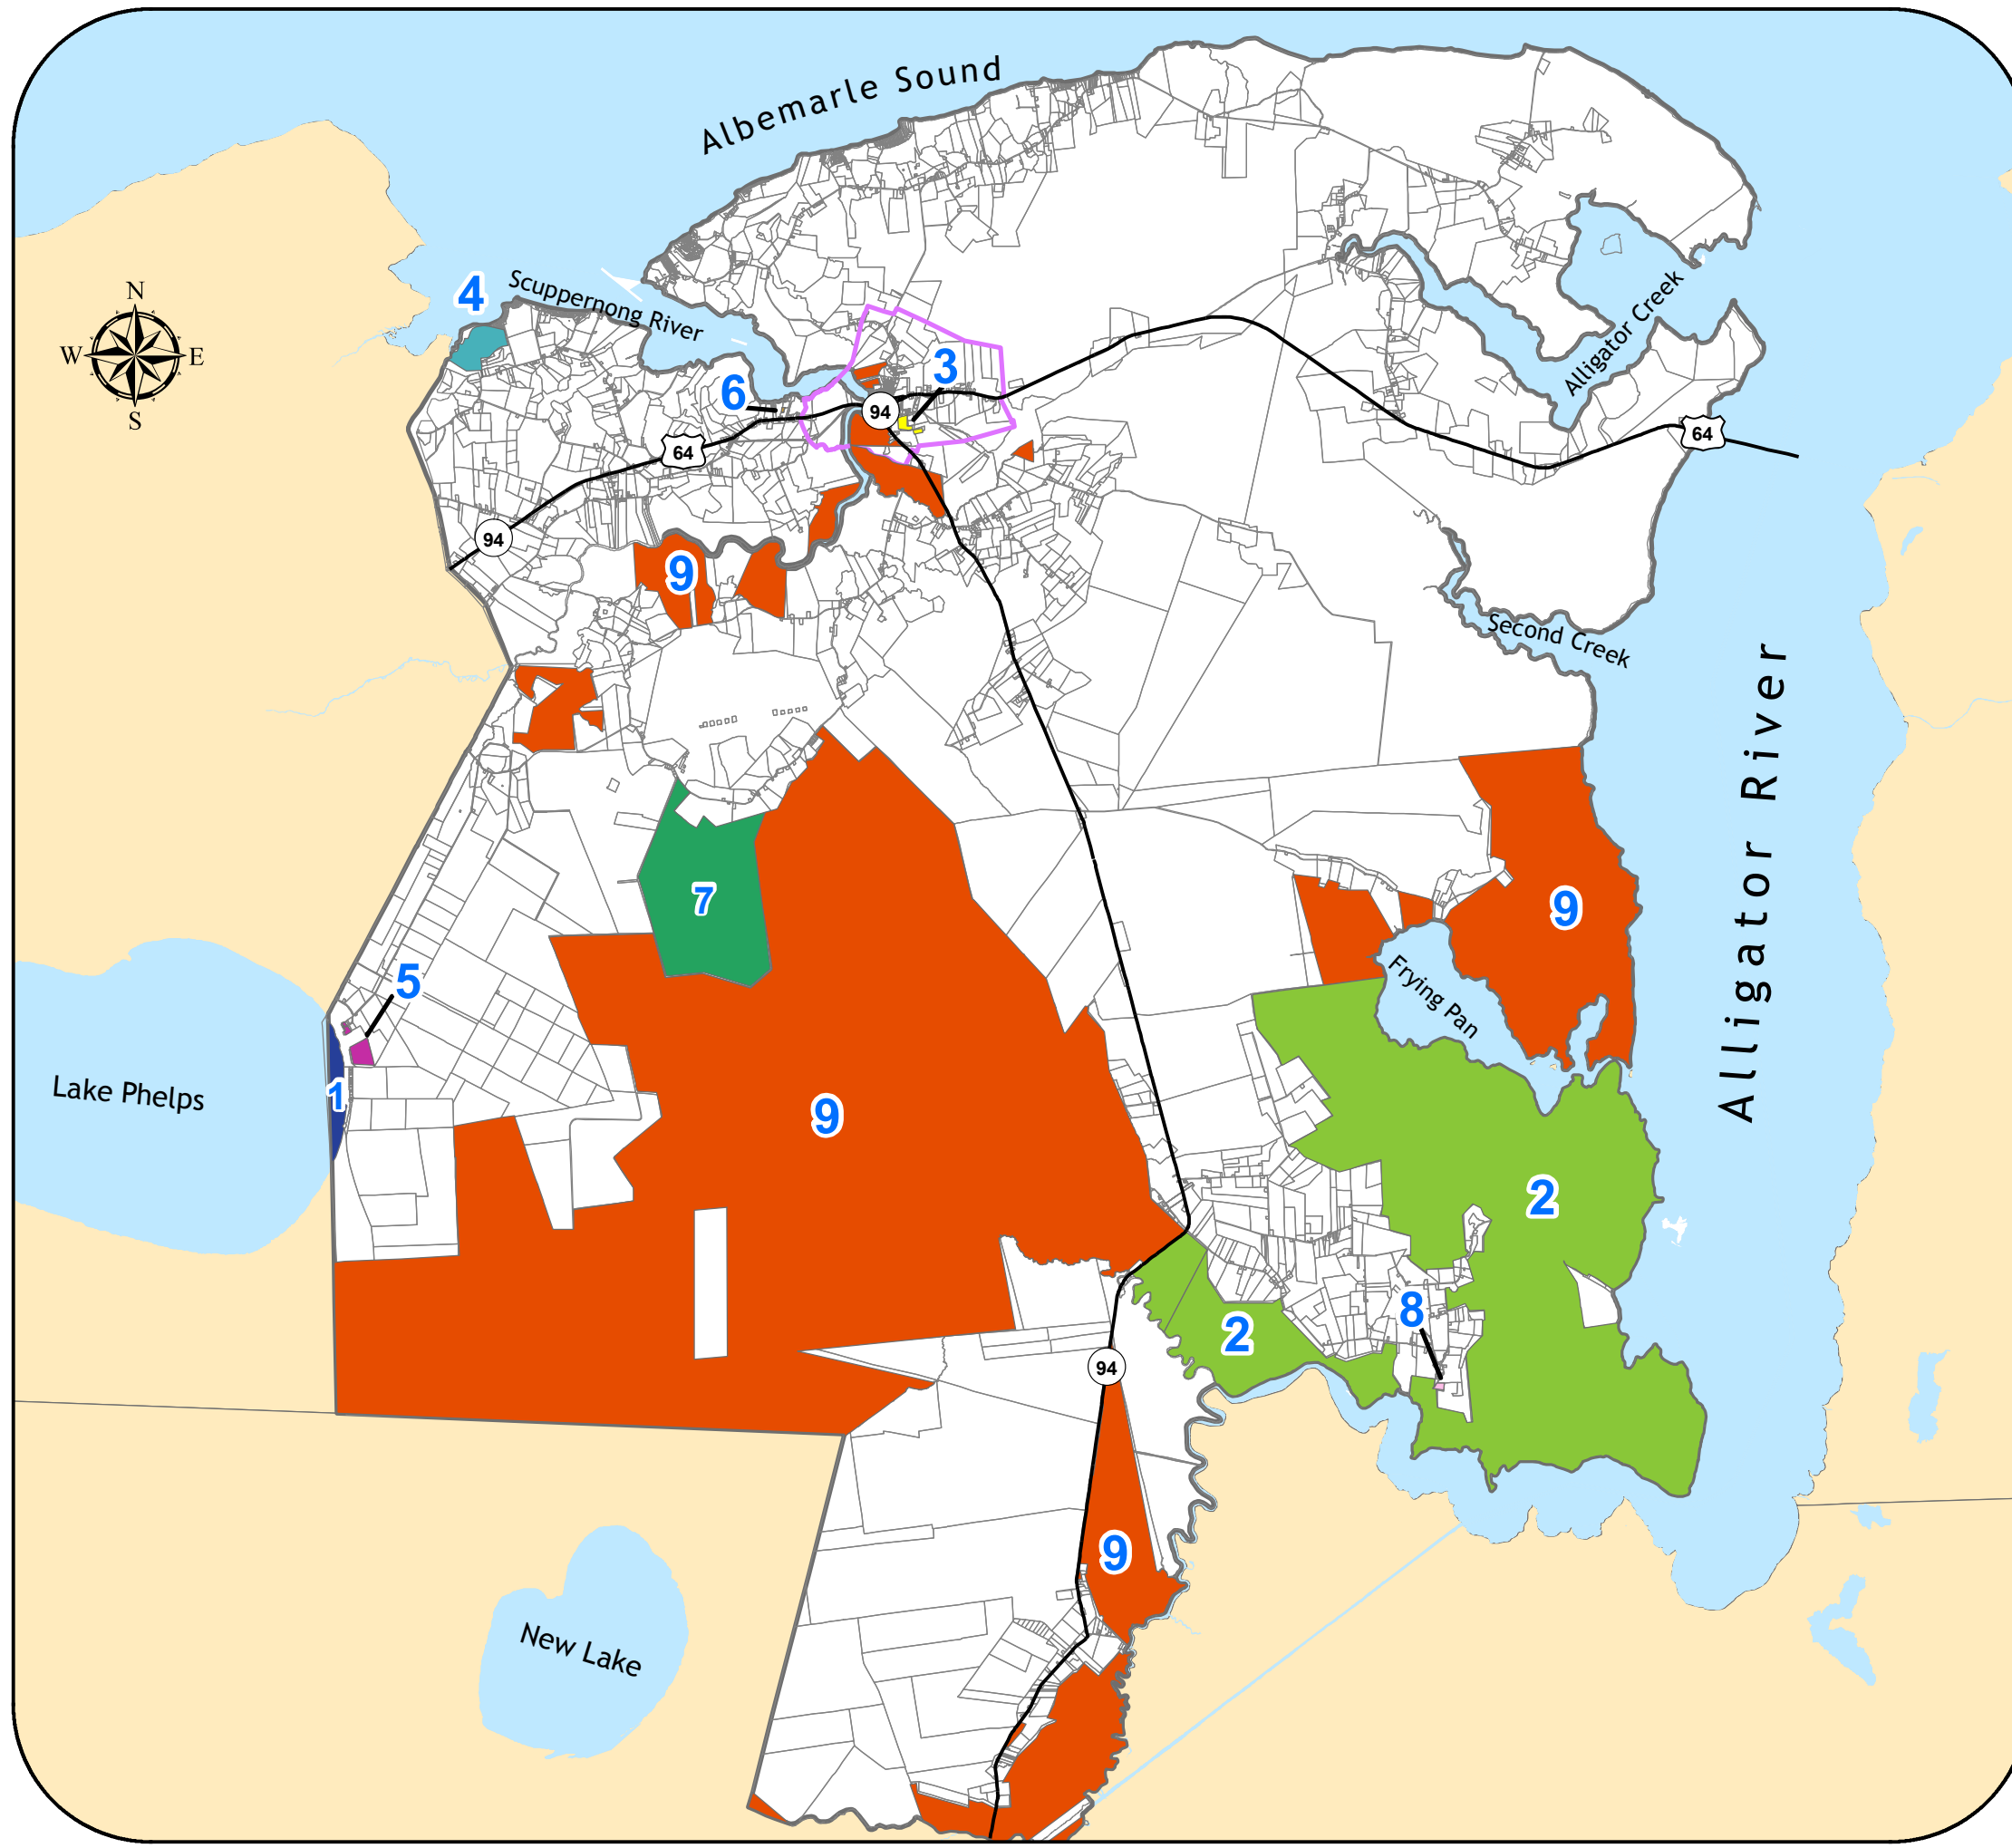 Albemarle Sound
N
W E
S
4
Scuppernong River
Alligator Creek
3
6
94
64
64
94
9
Second Creek
Alligator River
7
9
Frying Pan
5
1
Lake Phelps
9
2
8
2
94
9
New Lake